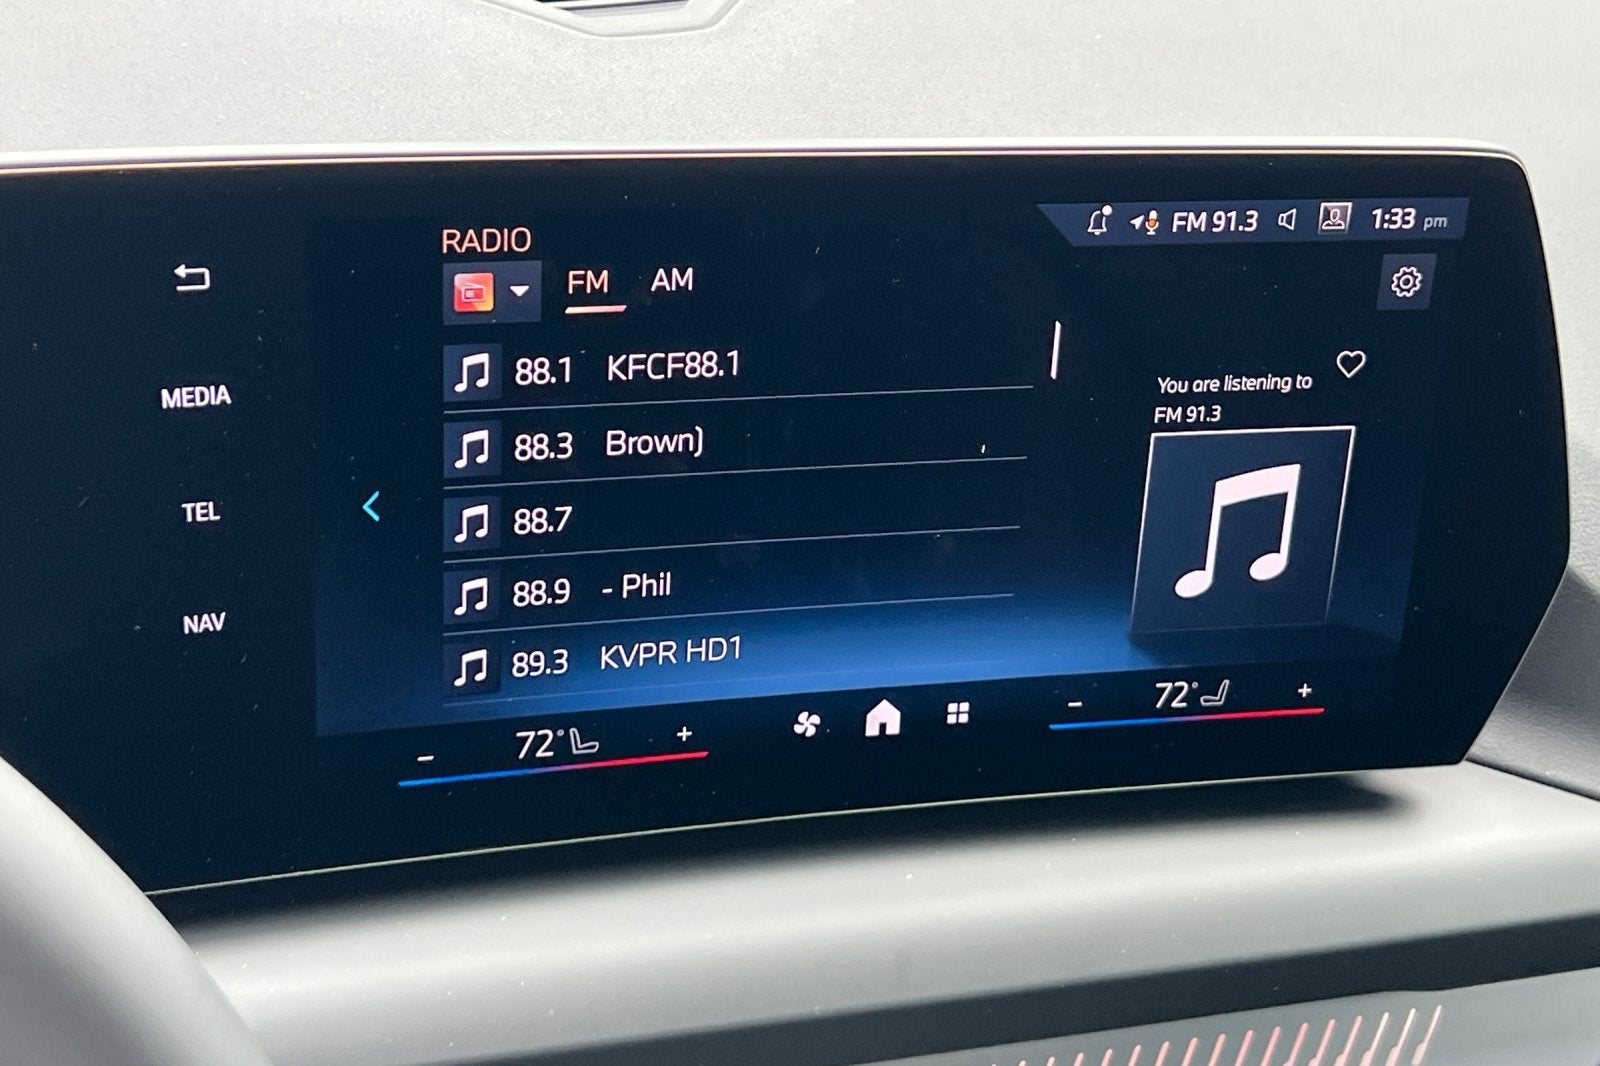 FM 91.3 1:33 pm
RADIO
FM AM
MEDIA
TEL
NAV
88.1 KFCF88.1
88.3 Brown)
88.7
88.9 - Phil
89.3 KVPR HD1
You are listening to
FM 91.3
- 72° +
- 72° +